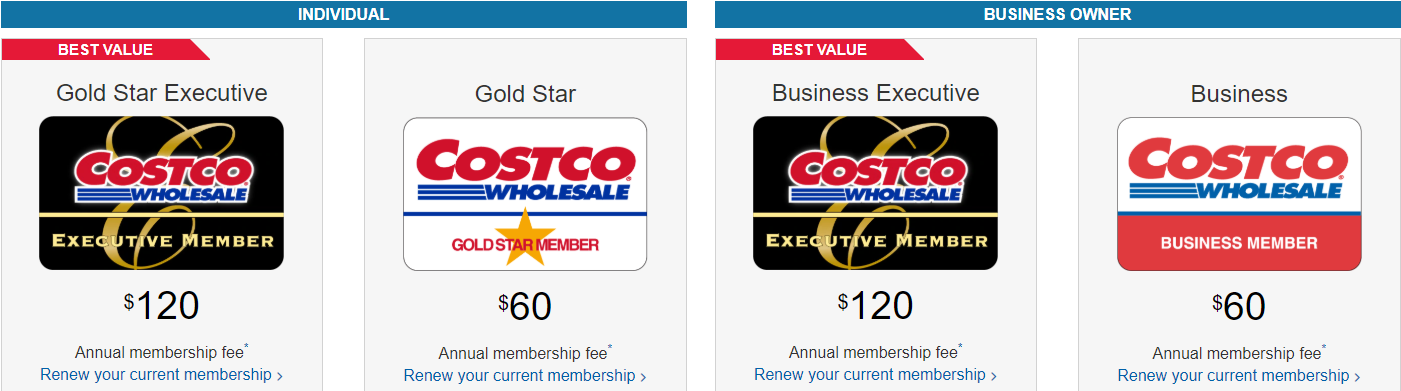 INDIVIDUAL
BEST VALUE
Gold Star Executive
COSTCO
WHOLESALE
EXECUTIVE MEMBER
$120
Annual membership fee*
Renew your current membership >
Gold Star
COSTCO
WHOLESALE
GOLD STAR MEMBER
$60
Annual membership fee*
Renew your current membership >
BUSINESS OWNER
BEST VALUE
Business Executive
COSTCO
WHOLESALE
EXECUTIVE MEMBER
$120
Annual membership fee*
Renew your current membership >
Business
COSTCO
WHOLESALE
BUSINESS MEMBER
$60
Annual membership fee*
Renew your current membership >